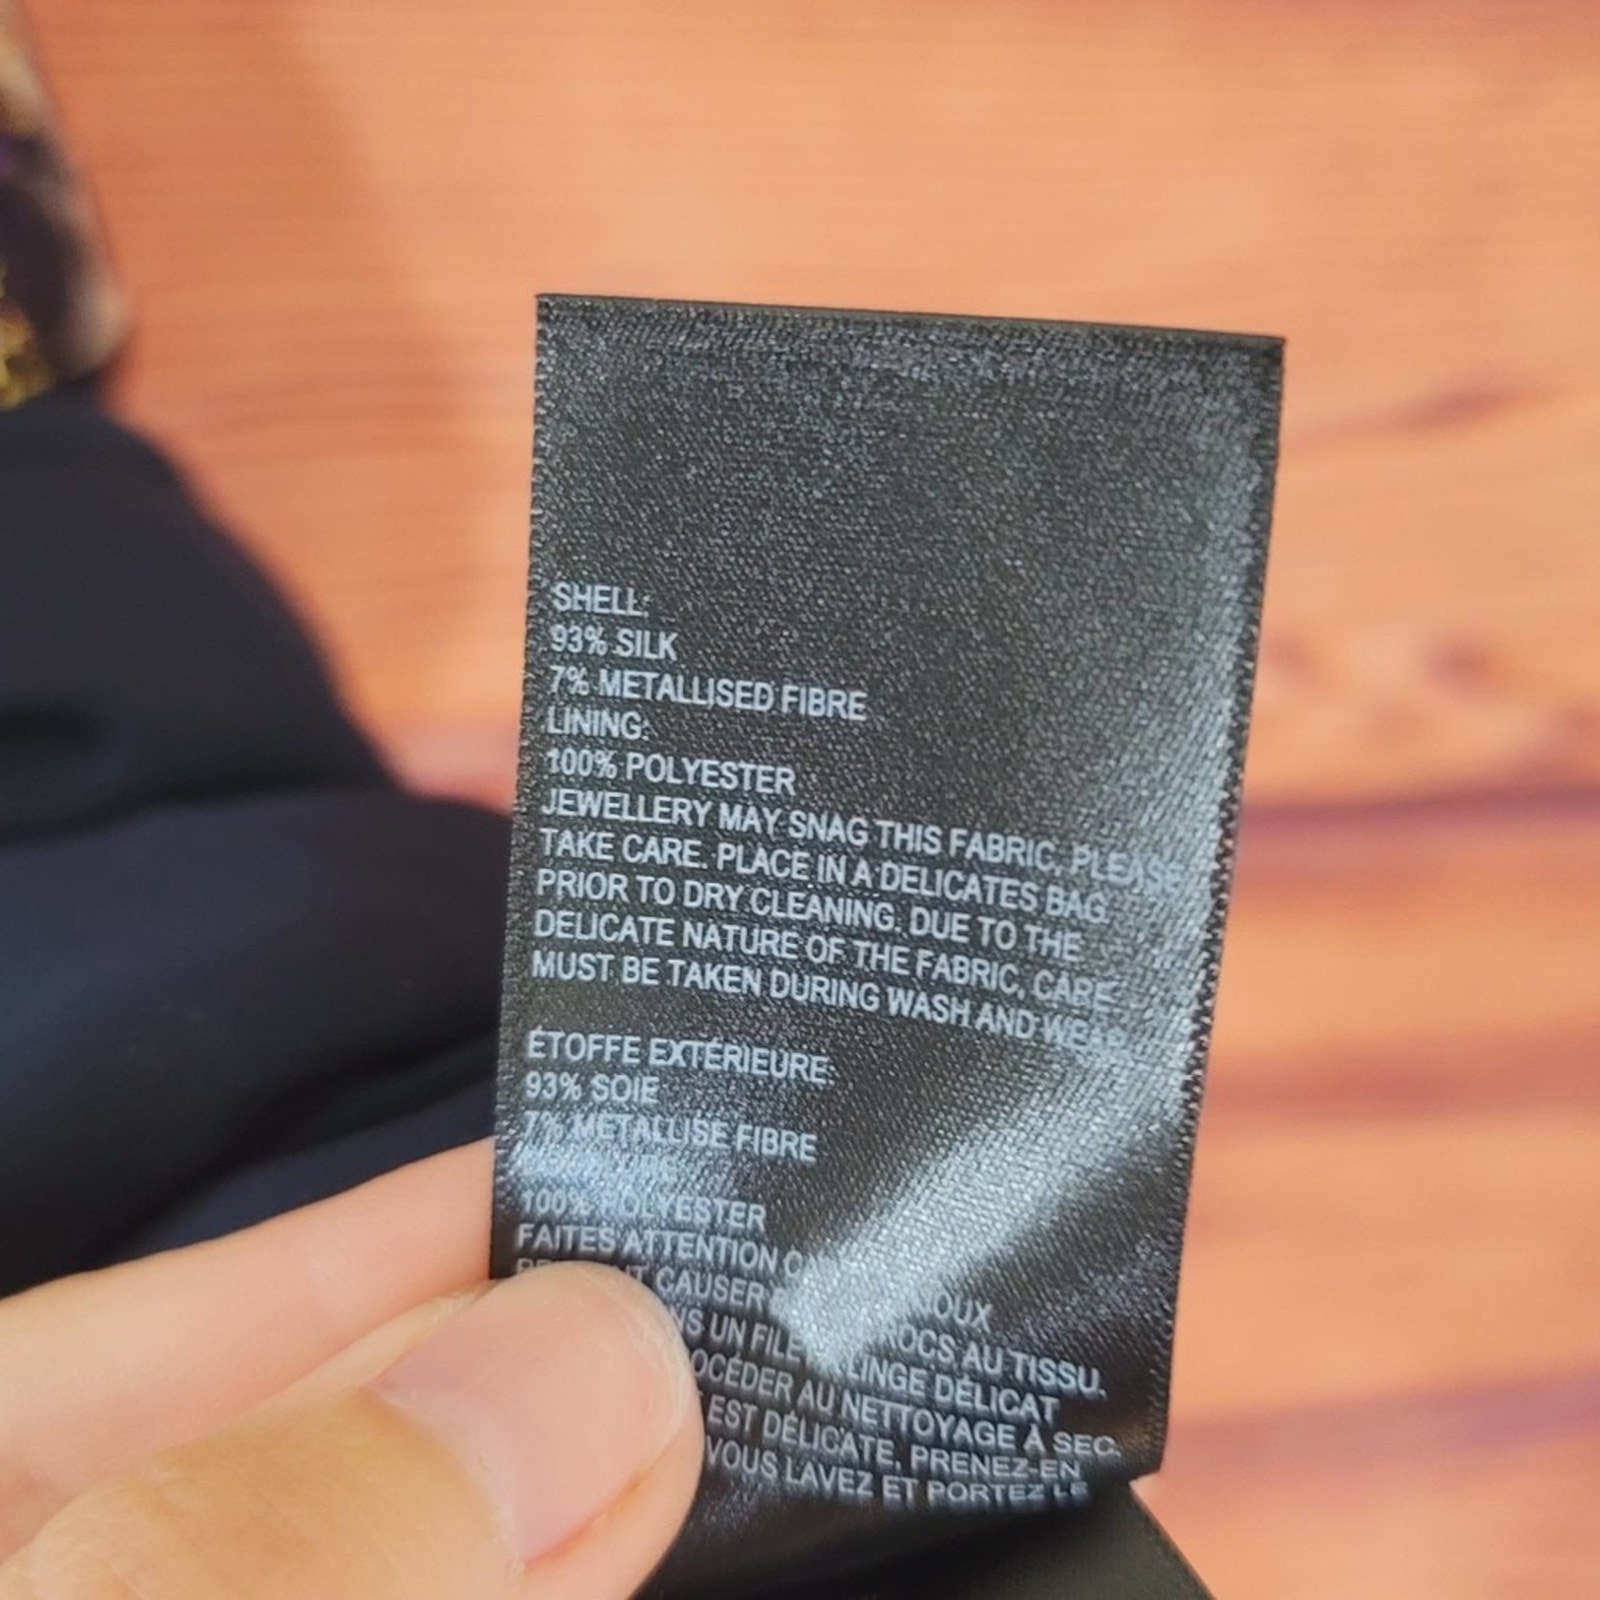 SHELL:
93% SILK
7% METALLISED FIBRE
LINING:
100% POLYESTER
JEWELLERY MAY SNAG THIS FABRIC, PLEASE
TAKE CARE. PLACE IN A DELICATES BAG
PRIOR TO DRY CLEANING. DUE TO THE
DELICATE NATURE OF THE FABRIC, CARE
MUST BE TAKEN DURING WASH AND WEAR
ÉTOFFE EXTÉRIEURE:
93% SOIE
7% METALLISE FIBRE
100% POLYESTER
FAITES ATTENTION
CAUSER
UN AU TISSU.
LINGE DÉLICAT
AU NETTOYAGE À SEC.
EST DÉLICATE, PRENEZ-EN
VOUS LAVEZ ET PORTEZ LE